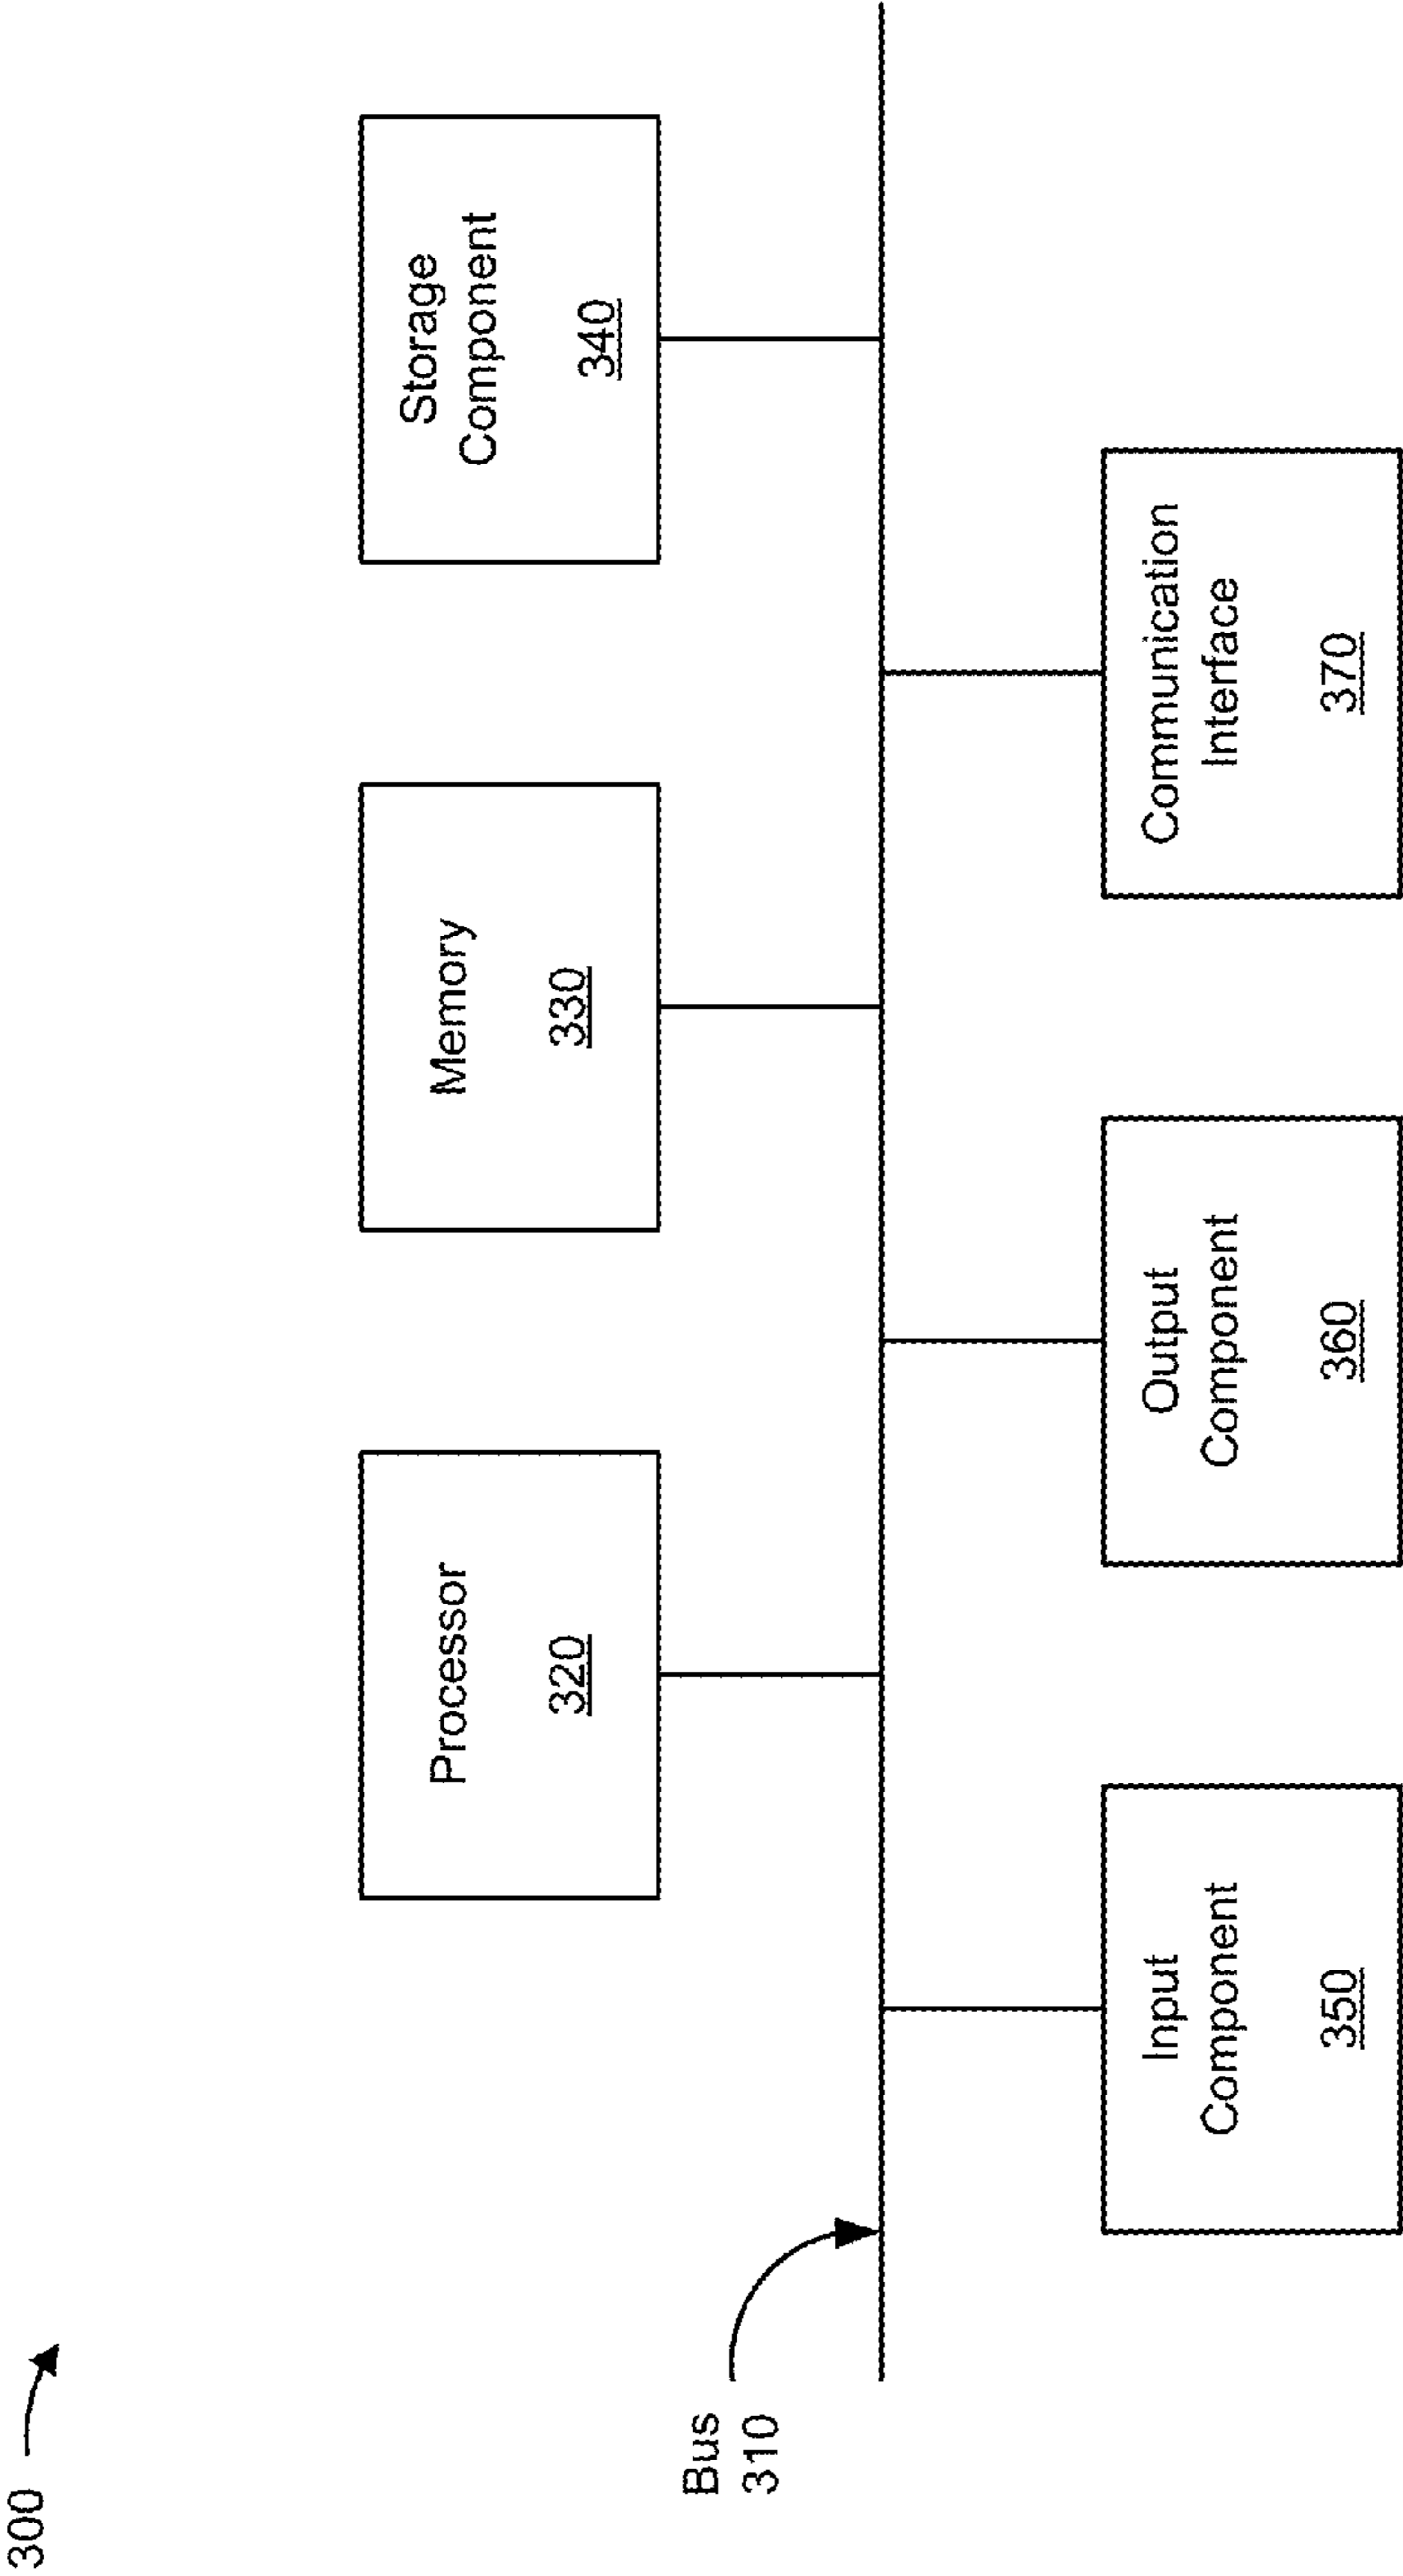 300
Processor
320
Memory
330
Storage
Component
340
Bus
310
Input
Component
350
Output
Component
360
Communication
Interface
370